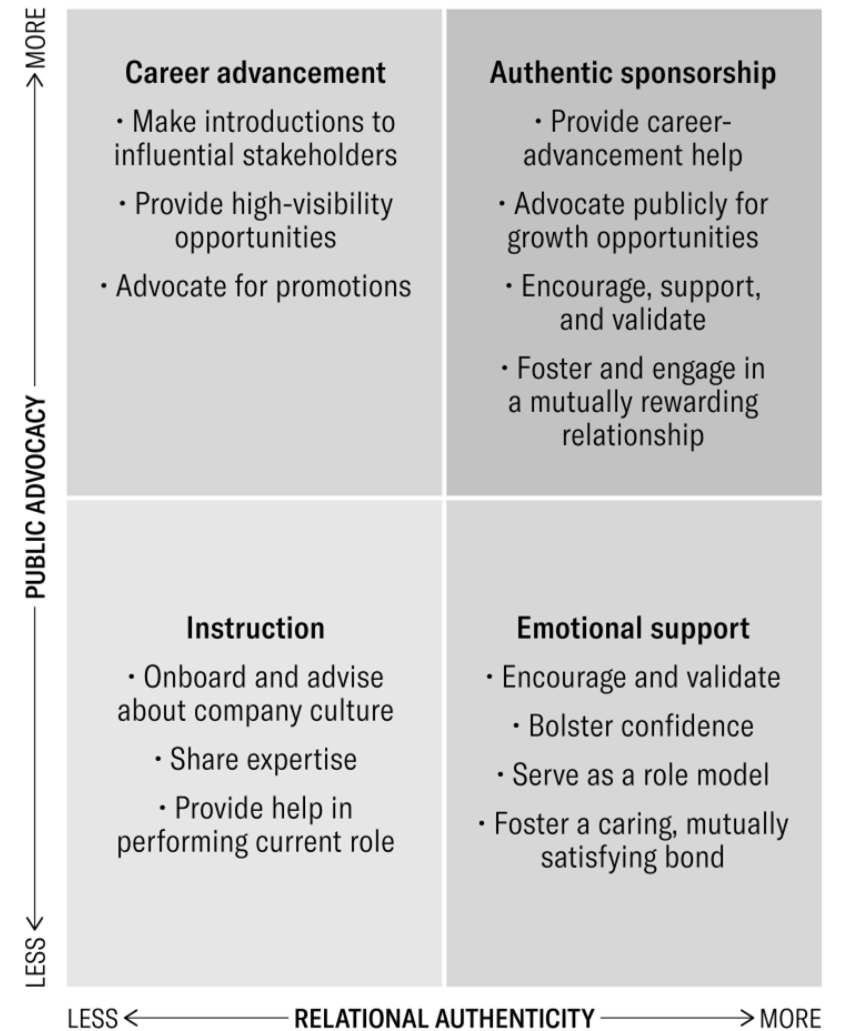 MORE
PUBLIC ADVOCACY
LESS
Career advancement
· Make introductions to
influential stakeholders
· Provide high-visibility
opportunities
· Advocate for promotions
Authentic sponsorship
· Provide career-
advancement help
· Advocate publicly for
growth opportunities
· Encourage, support,
and validate
· Foster and engage in
a mutually rewarding
relationship
Instruction
· Onboard and advise
about company culture
· Share expertise
· Provide help in
performing current role
Emotional support
· Encourage and validate
· Bolster confidence
· Serve as a role model
· Foster a caring, mutually
satisfying bond
LESS
RELATIONAL AUTHENTICITY
MORE